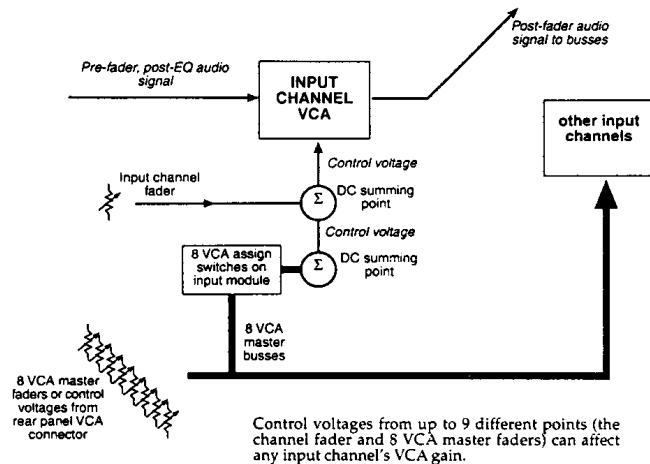 Post-fader audio
signal to busses
Pre-fader, post-EQ audio
signal
INPUT
CHANNEL
VCA
other input
channels
Control voltage
Input channel
fader
Σ
DC summing
point
Control voltage
8 VCA assign
switches on
input module
Σ
DC summing
point
8 VCA
master
busses
8 VCA master
faders or control
voltages from
rear panel VCA
connector
Control voltages from up to 9 different points (the
channel fader and 8 VCA master faders) can affect
any input channel's VCA gain.